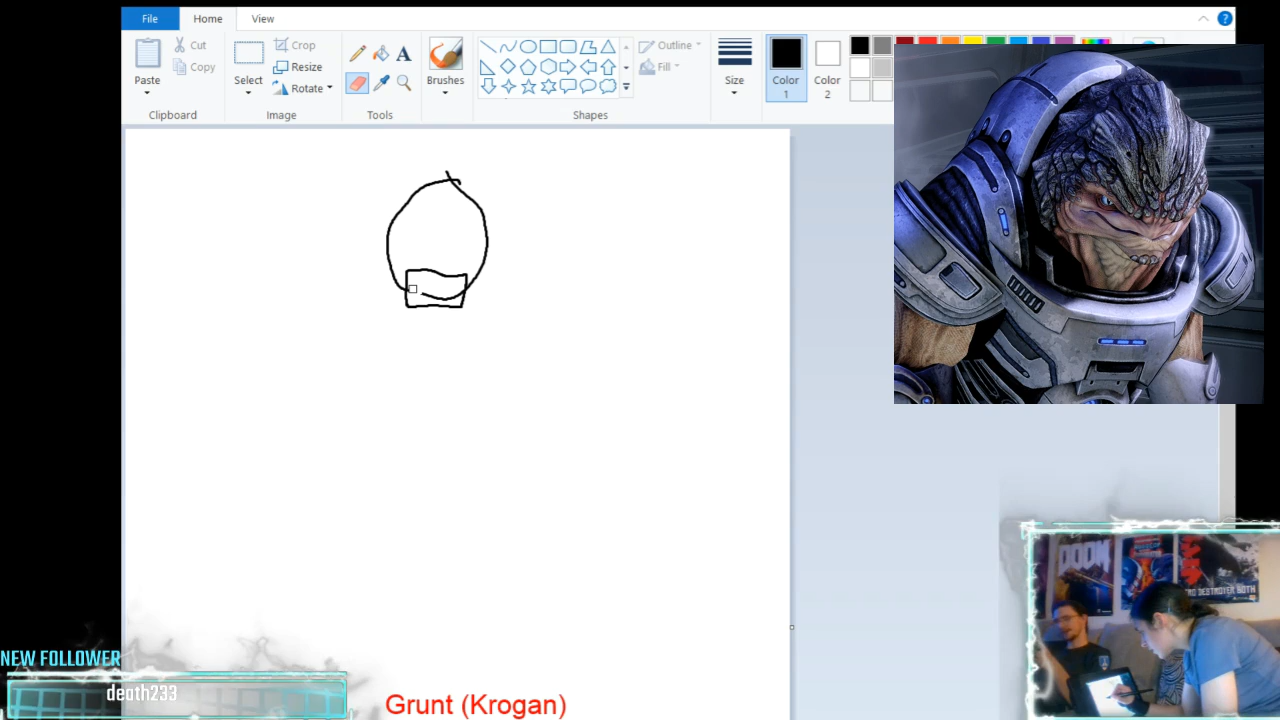 File Home View
Paste
Cut
Copy
Clipboard
Select
Crop
Resize
Rotate
Image
A
Tools
Brushes
Outline
Fill
Shapes
Size
Color
1
Color
2
?
DOOM
NEW FOLLOWER
death233
Grunt (Krogan)